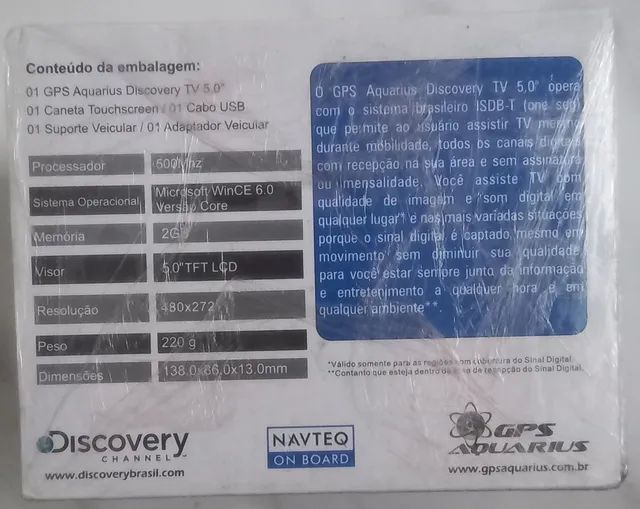 Conteúdo da embalagem:
01 GPS Aquarius Discovery TV 5.0"
01 Caneta Touchscreen / 01 Cabo USB
01 Suporte Veicular / 01 Adaptador Veicular
Processador 500Mhz
Sistema Operacional Microsoft WinCE 6.0
Versão Core
Memória 2G
Visor 5.0"TFT LCD
Resolução 480x272
Peso 220 g
Dimensões 138.0x86.0x13.0mm
O GPS Aquarius Discovery TV 5.0" opera
com o sistema brasileiro ISDB-T (one seg)
que permite ao usuário assistir TV mesmo
durante mobilidade, todos os canais digitais
com recepção na sua área e sem assinatura
ou mensalidade. Você assiste TV com
qualidade de imagem e som digital em
qualquer lugar* e nas mais variadas situações
porque o sinal digital é captado mesmo em
movimento sem diminuir sua qualidade
para você estar sempre junto da informação
e entretenimento a qualquer hora e em
qualquer ambiente**.
*Válido somente para as regiões com cobertura do Sinal Digital.
**Contanto que esteja dentro da área de recepção do Sinal Digital.
Discovery
CHANNEL
www.discoverybrasil.com
NAVTEQ
ON BOARD
GPS
AQUARIUS
www.gpsaquarius.com.br